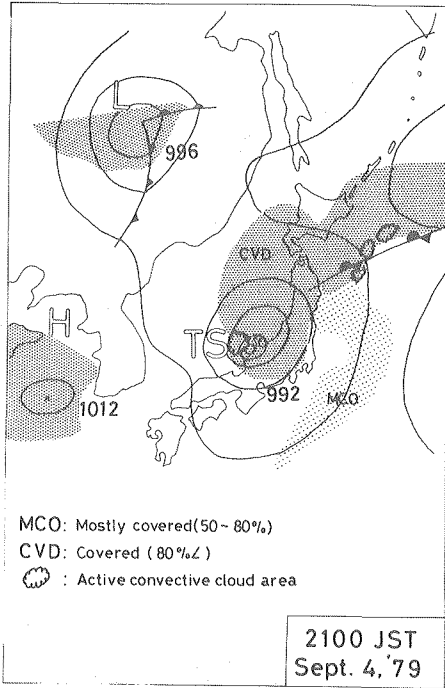 L
996
CVD
H
TS
1012
992
MCO
MCO: Mostly covered(50~80%)
CVD: Covered (80%∠)
: Active convective cloud area
2100 JST
Sept. 4,'79